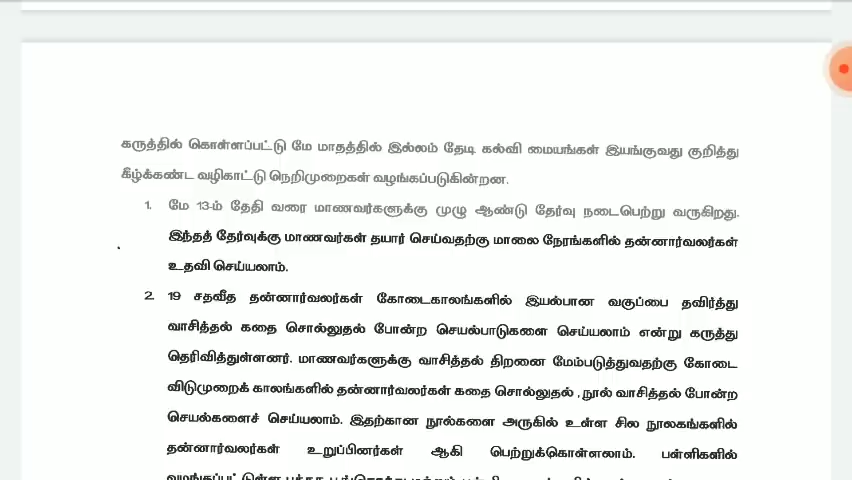 கருத்தில் கொள்ளப்பட்டு மே மாதத்தில் இல்லம் தேடி கல்வி மையங்கள் இயங்குவது குறித்து
கீழ்க்கண்ட வழிகாட்டு நெறிமுறைகள் வழங்கப்படுகின்றன.
1. மே 13-ம் தேதி வரை மாணவர்களுக்கு முழு ஆண்டு தேர்வு நடைபெற்று வருகிறது.
இந்தத் தேர்வுக்கு மாணவர்கள் தயார் செய்வதற்கு மாலை நேரங்களில் தன்னார்வலர்கள்
உதவி செய்யலாம்.
2. 19 சதவீத தன்னார்வலர்கள் கோடைகாலங்களில் இயல்பான வகுப்பை தவிர்த்து
வாசித்தல் கதை சொல்லுதல் போன்ற செயல்பாடுகளை செய்யலாம் என்று கருத்து
தெரிவித்துள்ளனர். மாணவர்களுக்கு வாசித்தல் திறனை மேம்படுத்துவதற்கு கோடை
விடுமுறைக் காலங்களில் தன்னார்வலர்கள் கதை சொல்லுதல் , நூல் வாசித்தல் போன்ற
செயல்களைச் செய்யலாம். இதற்கான நூல்களை அருகில் உள்ள சில நூலகங்களில்
தன்னார்வலர்கள் உறுப்பினர்கள் ஆகி பெற்றுக்கொள்ளலாம். பள்ளிகளில்
வழங்கப்பட்டுள்ள